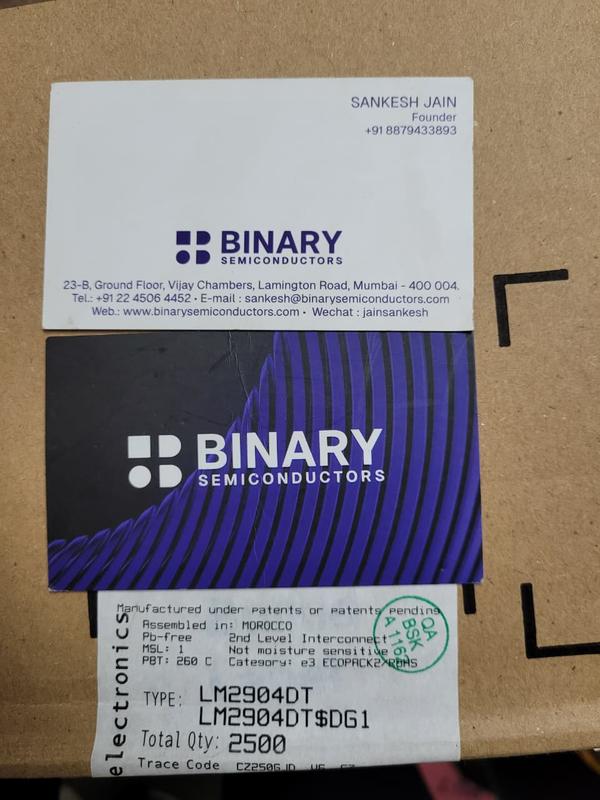 SANKESH JAIN
Founder
+91 8879433893
BINARY
SEMICONDUCTORS
23-B, Ground Floor, Vijay Chambers, Lamington Road, Mumbai - 400 004.
Tel.: +91 22 4506 4452 • E-mail : sankesh@binarysemiconductors.com
Web.: www.binarysemiconductors.com • Wechat : jainsankesh
BINARY
SEMICONDUCTORS
electronics
Manufactured under patents or patents pending
Assembled in: MOROCCO
Pb-free 2nd Level Interconnect
MSL: 1 Not moisture sensitive
PBT: 260 C Category: e3 ECOPACK2/ROHS
QA
BSK
A 1162
TYPE: LM2904DT
LM2904DT$DG1
Total Qty: 2500
Trace Code